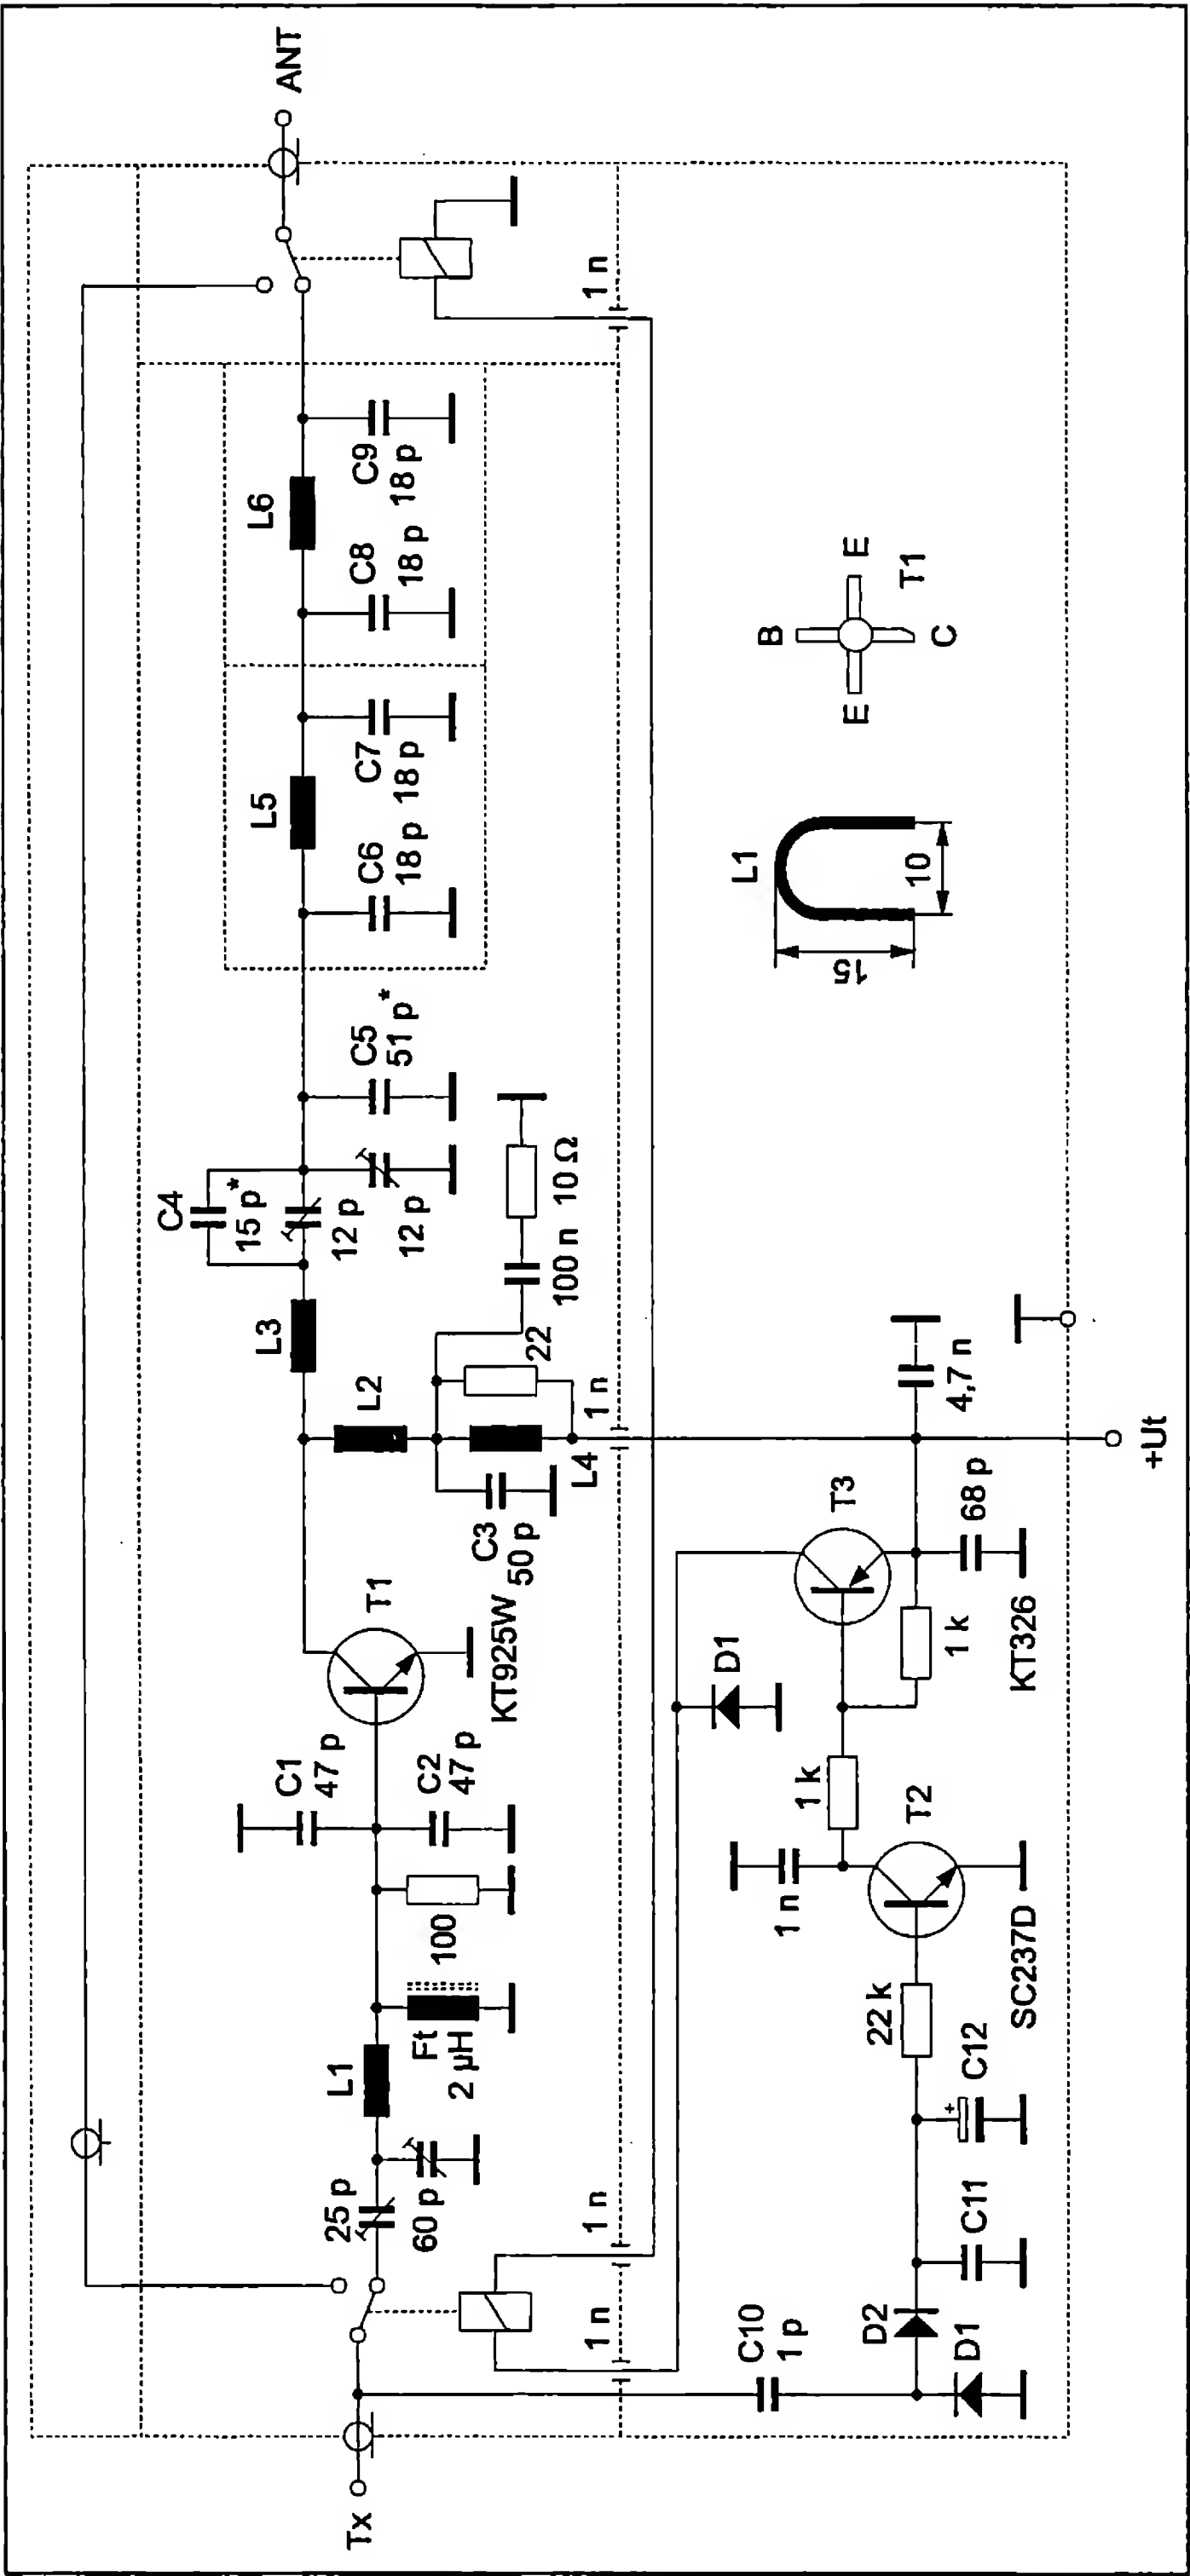 ANT
L6
C9
18 p
C8
18 p
1 n
L5
C7
18 p
C6
18 p
C4
15 p*
12 p
12 p
C5
51 p*
L3
L2
100 n
10 Ω
22
1 n
L4
C3
50 p
T1
KT925W
C1
47 p
C2
47 p
100
Ft
2 µH
L1
25 p
60 p
1 n
1 n
Tx
C10
1 p
D2
D1
C11
C12
+
22 k
T2
SC237D
1 n
1 k
D1
T3
1 k
KT326
68 p
4,7 n
+Ut
L1
15
10
B
E
E
C
T1